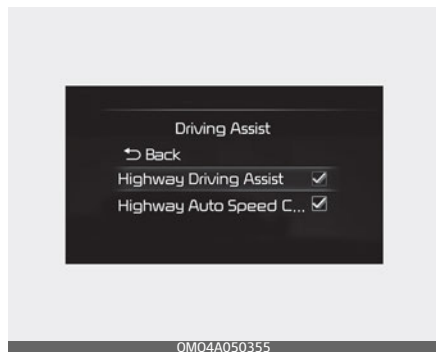 Driving Assist
Back
Highway Driving Assist
Highway Auto Speed C...
OMO4A050355